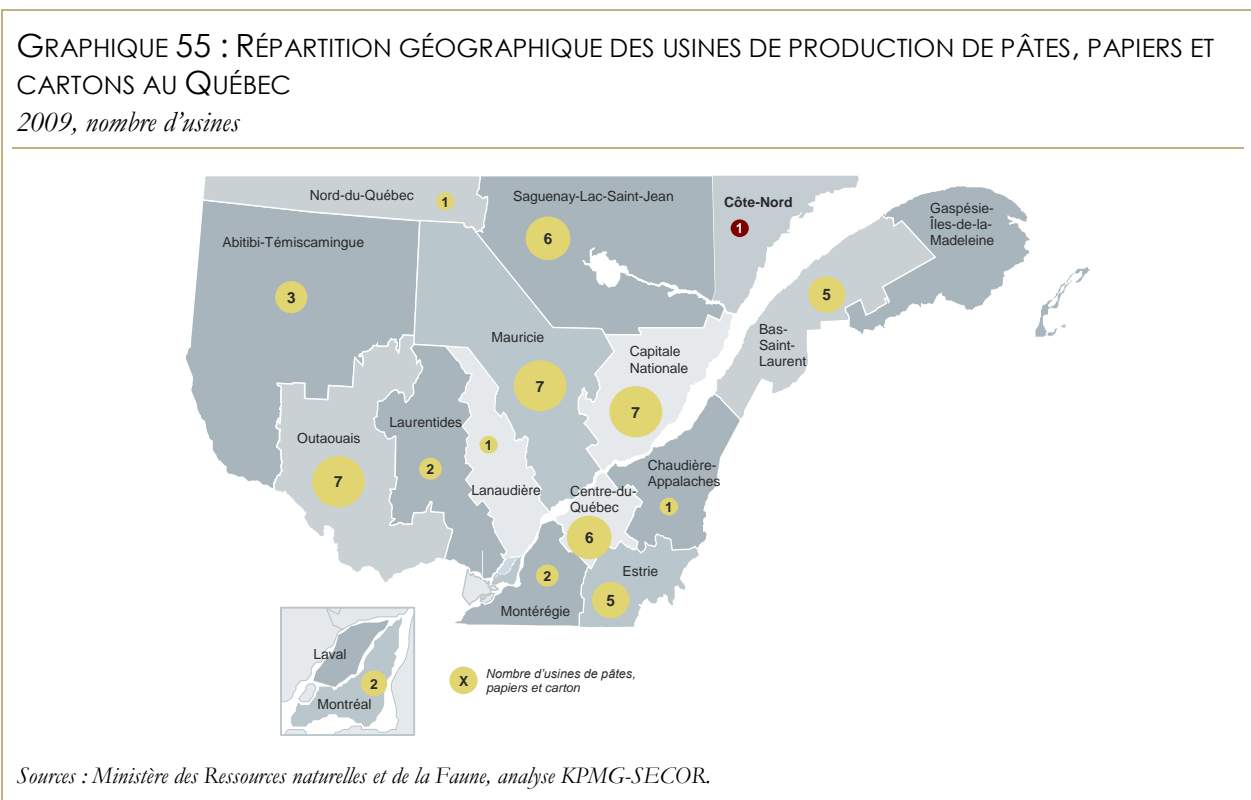 GRAPHIQUE 55 : RÉPARTITION GÉOGRAPHIQUE DES USINES DE PRODUCTION DE PÂTES, PAPIERS ET
CARTONS AU QUÉBEC
2009, nombre d'usines
Nord-du-Québec
1
Saguenay-Lac-Saint-Jean
6
Côte-Nord
1
Gaspésie-
Îles-de-la-
Madeleine
Abitibi-Témiscamingue
3
5
Bas-
Saint-
Laurent
Mauricie
7
Capitale
Nationale
7
Laurentides
2
Outaouais
7
1
Lanaudière
Chaudière-
Appalaches
1
Centre-du-
Québec
6
Estrie
5
2
Montérégie
Laval
2
Montréal
X
Nombre d'usines de pâtes,
papiers et carton
Sources : Ministère des Ressources naturelles et de la Faune, analyse KPMG-SECOR.